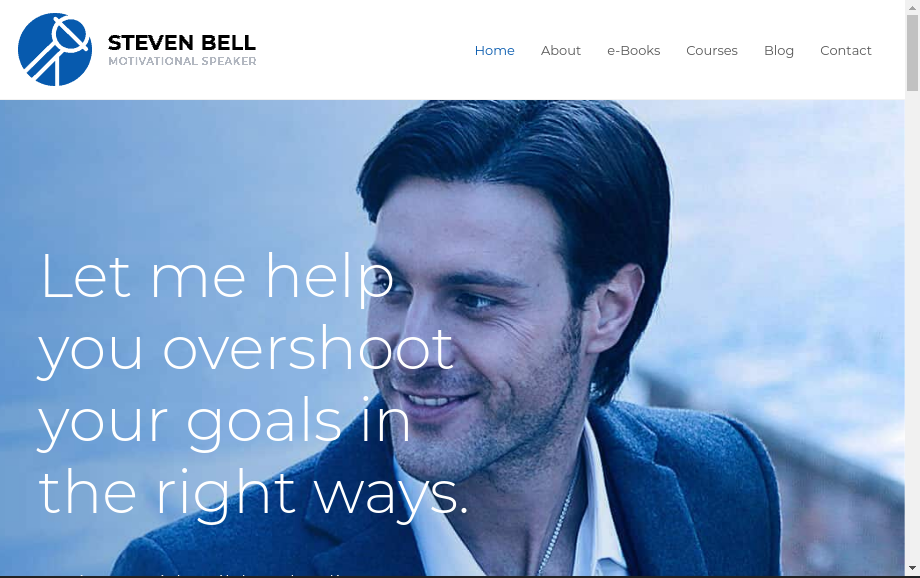 STEVEN BELL
MOTIVATIONAL SPEAKER
Home About e-Books Courses Blog Contact
Let me help
you overshoot
your goals in
the right ways.